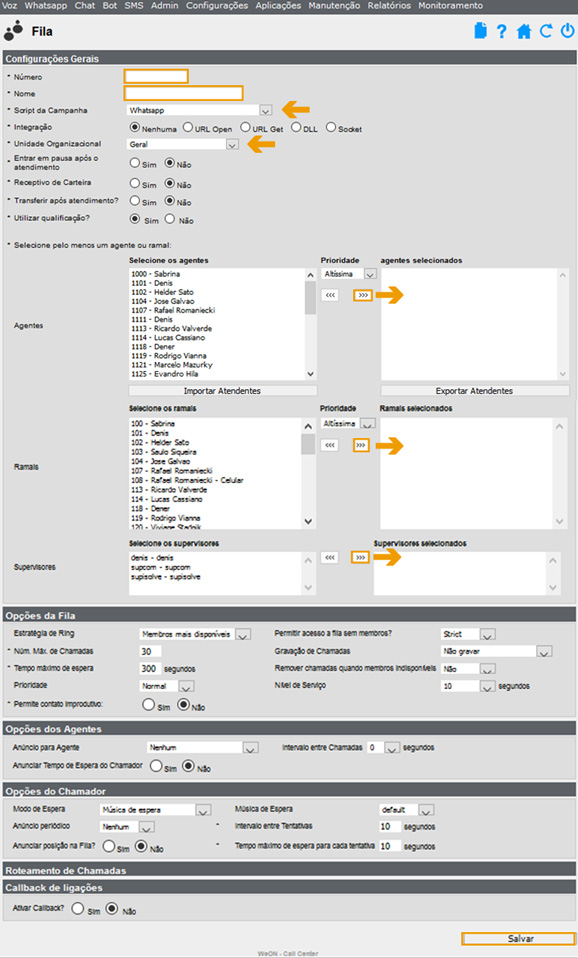 Voz Whatsapp Chat Bot SMS Admin Configurações Aplicações Manutenção Relatórios Monitoramento
Fila
Configurações Gerais
* Número
* Nome
* Script da Campanha Whatsapp
* Integração Nenhuma URL Open URL Get DLL Socket
* Unidade Organizacional Geral
* Entrar em pausa após o atendimento Sim Não
* Receptivo de Carteira Sim Não
* Transferir após atendimento? Sim Não
* Utilizar qualificação? Sim Não
* Selecione pelo menos um agente ou ramal:
Selecione os agentes Prioridade agentes selecionados
Altíssima
<<< >>>
Agentes
1000 - Sabrina
1101 - Denis
1102 - Helder Sato
1104 - Jose Galvao
1107 - Rafael Romaniecki
1111 - Denis
1113 - Ricardo Valverde
1114 - Lucas Cassiano
1118 - Dener
1119 - Rodrigo Vianna
1121 - Marcelo Mazurky
1125 - Evandro Hila
Importar Atendentes Exportar Atendentes
Selecione os ramais Prioridade Ramais selecionados
Altíssima
<<< >>>
Ramais
100 - Sabrina
101 - Denis
102 - Helder Sato
103 - Saulo Siqueira
104 - Jose Galvao
107 - Rafael Romaniecki
108 - Rafael Romaniecki - Celular
113 - Ricardo Valverde
114 - Lucas Cassiano
118 - Dener
119 - Rodrigo Vianna
120 - Viviane Stadnik
Selecione os supervisores Supervisores selecionados
<<< >>>
Supervisores
denis - denis
supcom - supcom
supisolve - supisolve
Opções da Fila
Estratégia de Ring Membros mais disponíveis Permitir acesso a fila sem membros? Strict
* Núm. Máx. de Chamadas 30 Gravação de Chamadas Não gravar
* Tempo máximo de espera 300 segundos Remover chamadas quando membros indisponíveis Não
Prioridade Normal Nível de Serviço 10 segundos
* Permite contato improdutivo: Sim Não
Opções dos Agentes
Anúncio para Agente Nenhum Intervalo entre Chamadas 0 segundos
Anunciar Tempo de Espera do Chamador Sim Não
Opções do Chamador
Modo de Espera Música de espera Música de Espera default
Anúncio periódico Nenhum * Intervalo entre Tentativas 10 segundos
Anunciar posição na Fila? Sim Não * Tempo máximo de espera para cada tentativa 10 segundos
Roteamento de Chamadas
Callback de ligações
Ativar Callback? Sim Não
Salvar
WeON - Call Center